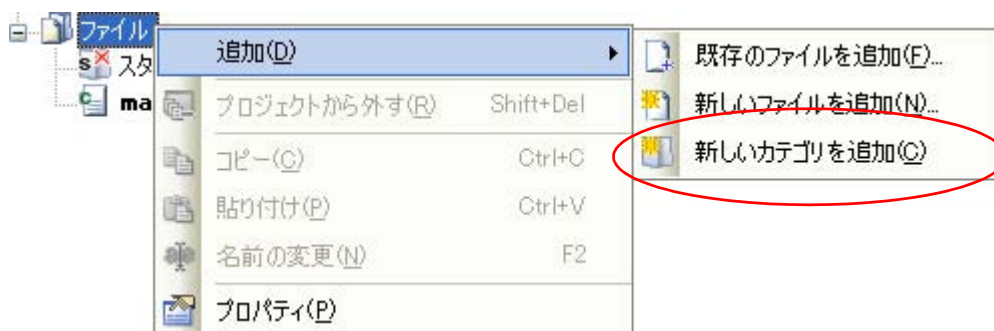 ファイル
スタ
ma
追加(D)
プロジェクトから外す(R) Shift+Del
コピー(C) Ctrl+C
貼り付け(P) Ctrl+V
名前の変更(N) F2
プロパティ(P)
既存のファイルを追加(F)...
新しいファイルを追加(N)...
新しいカテゴリを追加(C)